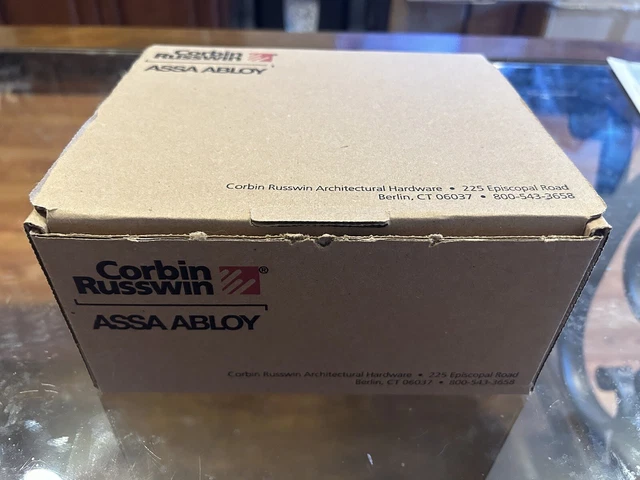 Corbin
Russwin
ASSA ABLOY
Corbin Russwin Architectural Hardware • 225 Episcopal Road
Berlin, CT 06037 • 800-543-3658
Corbin
Russwin ®
ASSA ABLOY
Corbin Russwin Architectural Hardware • 225 Episcopal Road
Berlin, CT 06037 • 800-543-3658